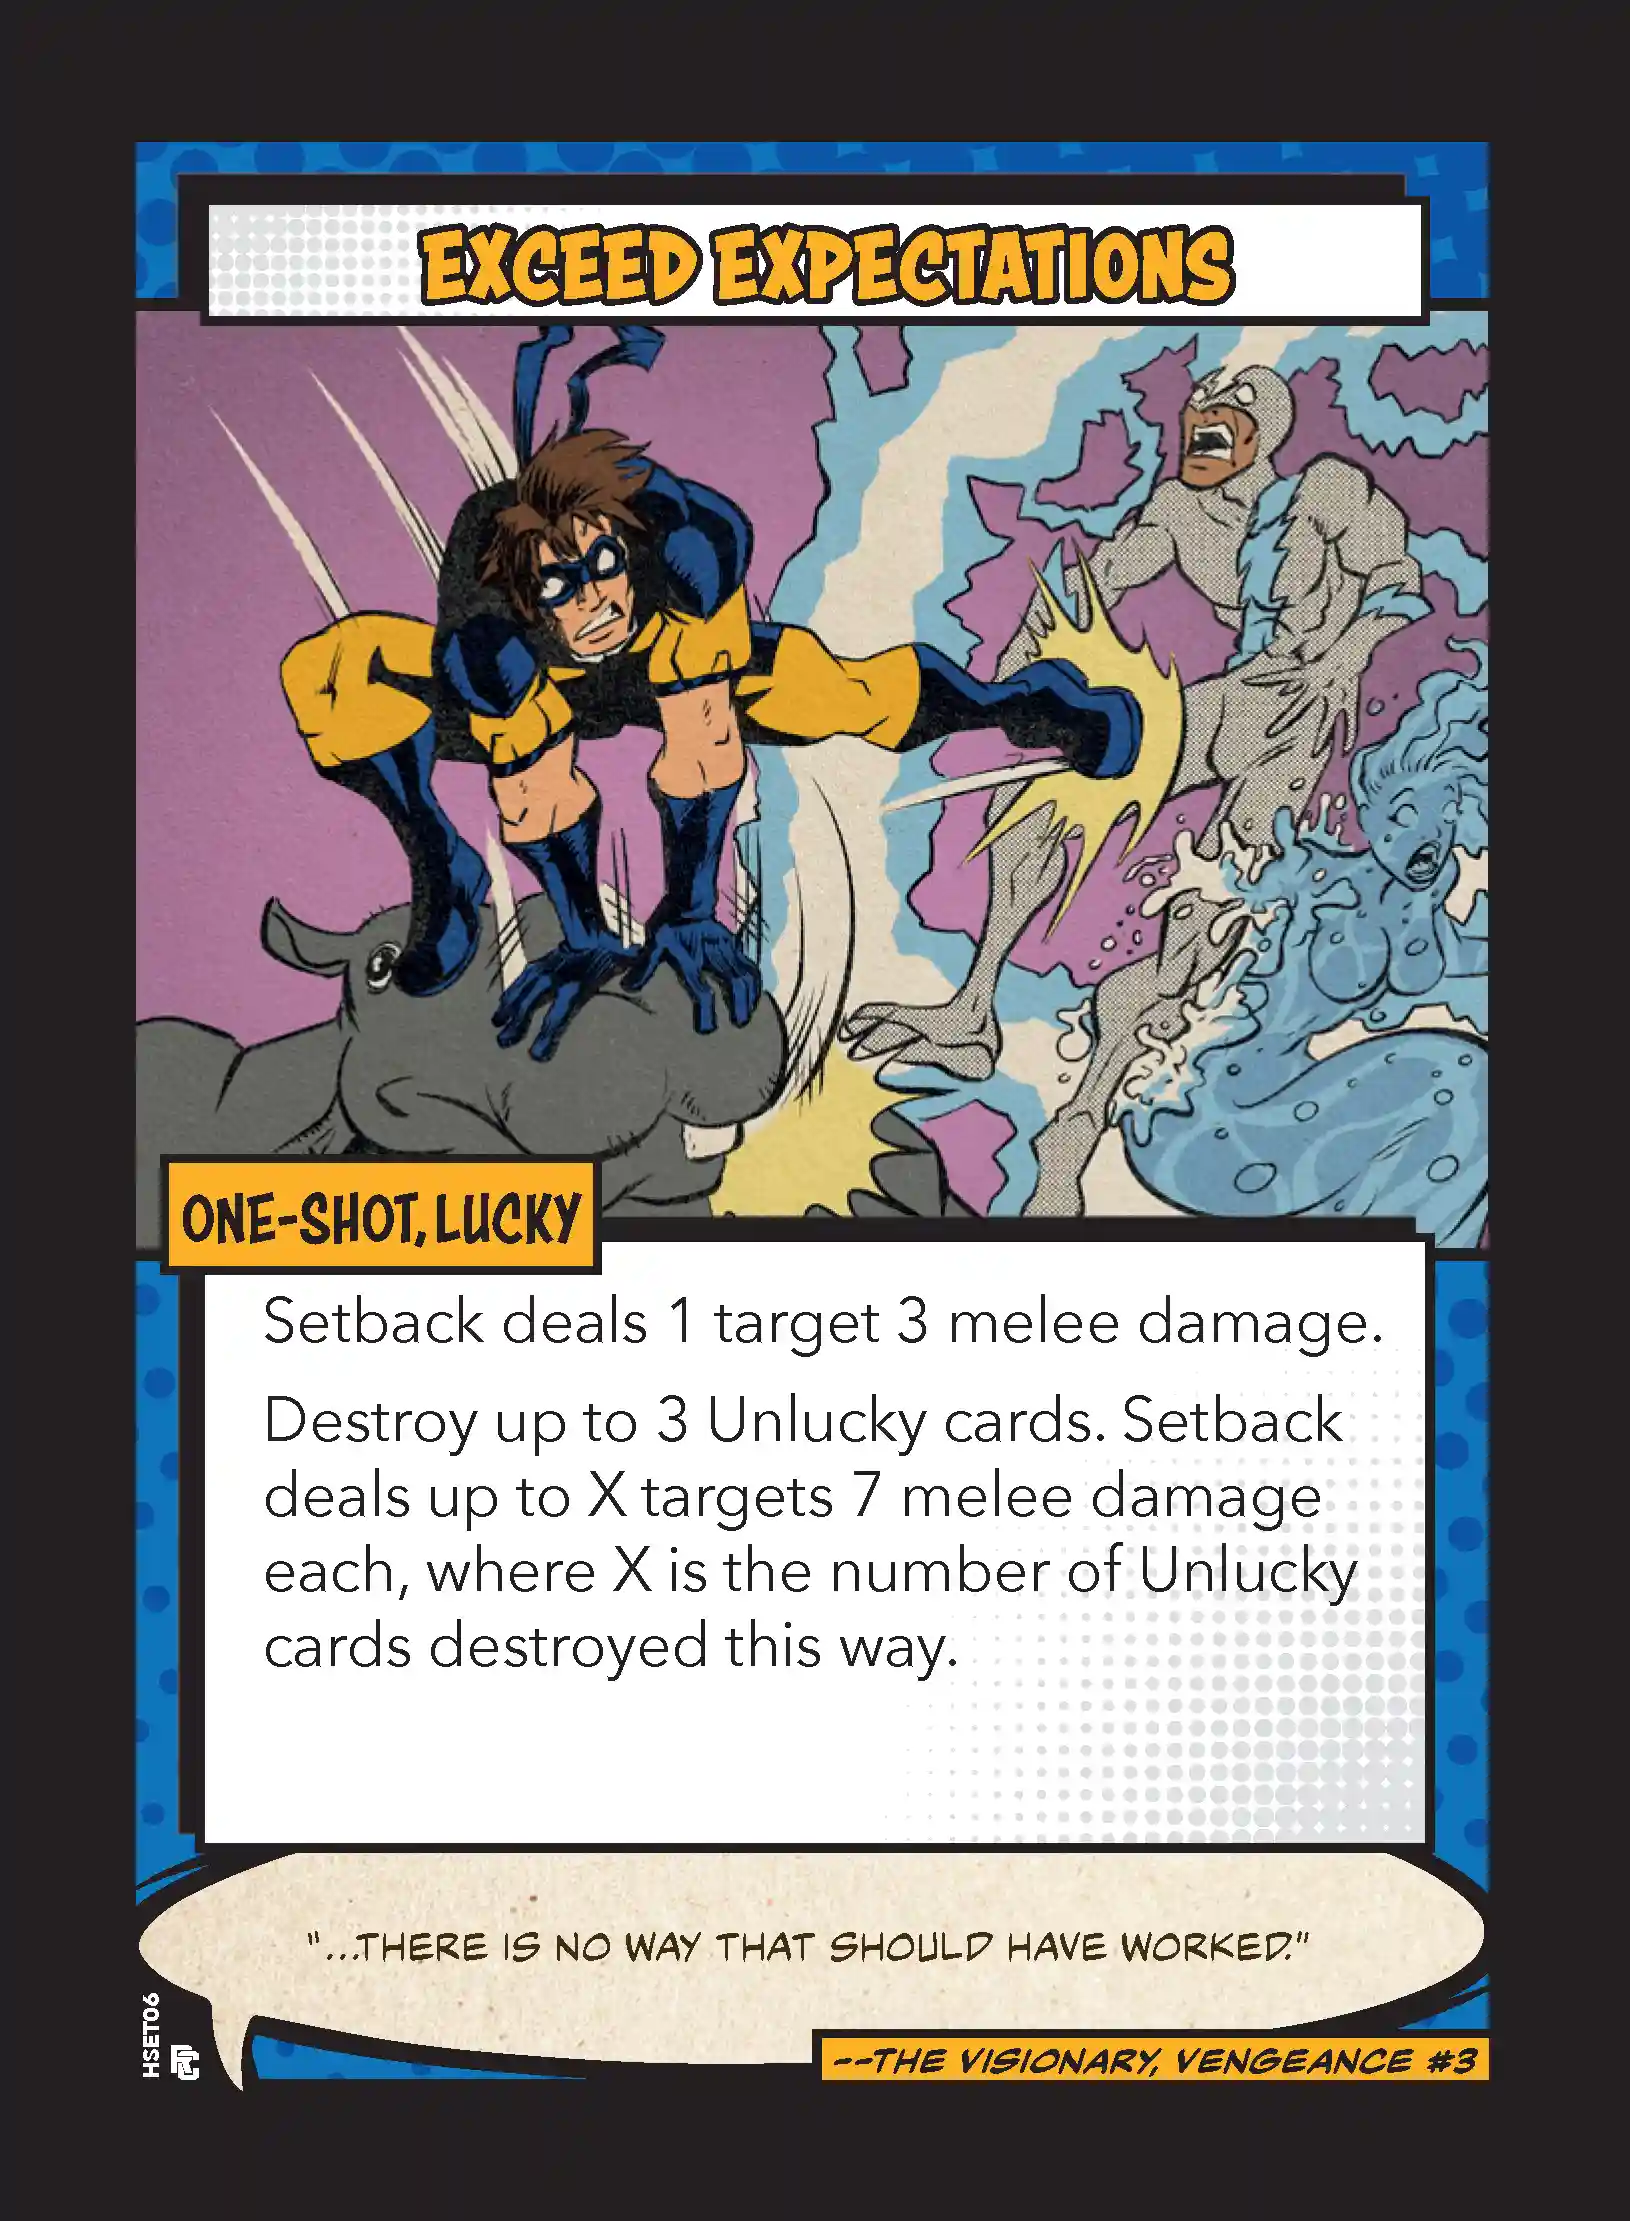 EXCEED EXPECTATIONS
ONE-SHOT, LUCKY
Setback deals 1 target 3 melee damage.
Destroy up to 3 Unlucky cards. Setback
deals up to X targets 7 melee damage
each, where X is the number of Unlucky
cards destroyed this way.
"...THERE IS NO WAY THAT SHOULD HAVE WORKED."
--THE VISIONARY, VENGEANCE #3
HSET06